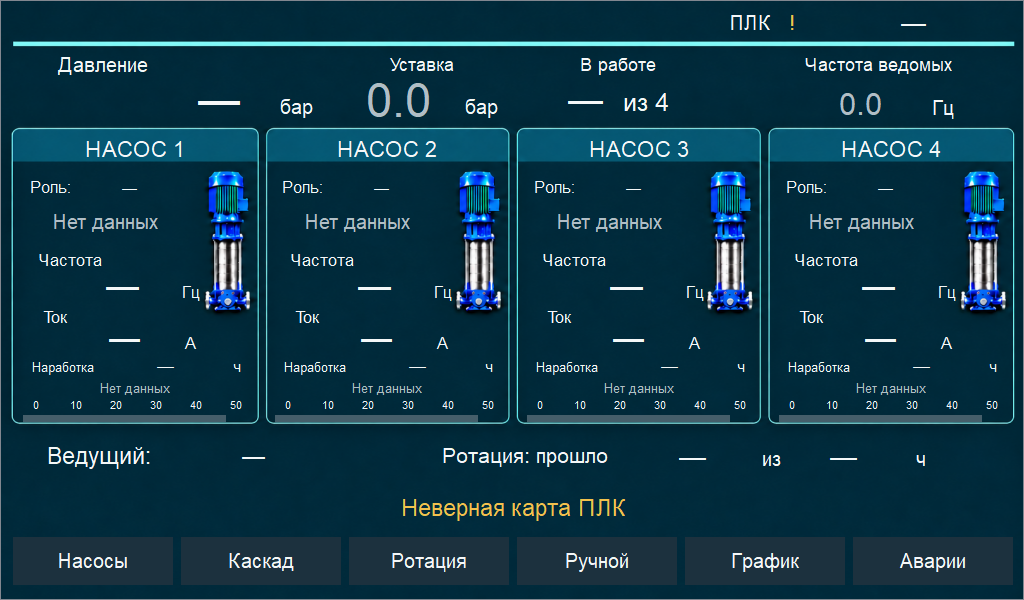 ПЛК ! —
Давление Уставка В работе Частота ведомых
— бар 0.0 бар — из 4 0.0 Гц
НАСОС 1 НАСОС 2 НАСОС 3 НАСОС 4
Роль: — Роль: — Роль: — Роль: —
Нет данных Нет данных Нет данных Нет данных
Частота Частота Частота Частота
— Гц — Гц — Гц — Гц
Ток Ток Ток Ток
— А — А — А — А
Наработка — ч Наработка — ч Наработка — ч Наработка — ч
Нет данных Нет данных Нет данных Нет данных
0 10 20 30 40 50 0 10 20 30 40 50 0 10 20 30 40 50 0 10 20 30 40 50
Ведущий: — Ротация: прошло — из — ч
Неверная карта ПЛК
Насосы Каскад Ротация Ручной График Аварии